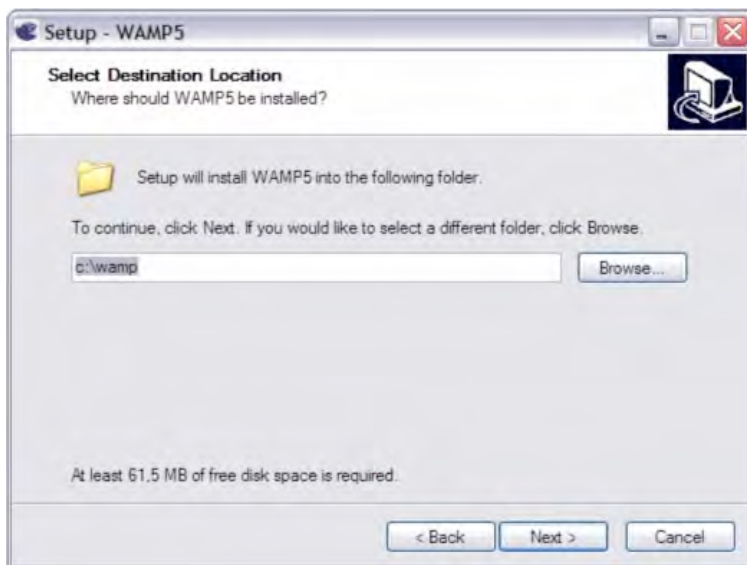 Setup - WAMP5
Select Destination Location
Where should WAMP5 be installed?
Setup will install WAMP5 into the following folder.
To continue, click Next. If you would like to select a different folder, click Browse.
c:\wamp
Browse...
At least 61,5 MB of free disk space is required.
< Back
Next >
Cancel